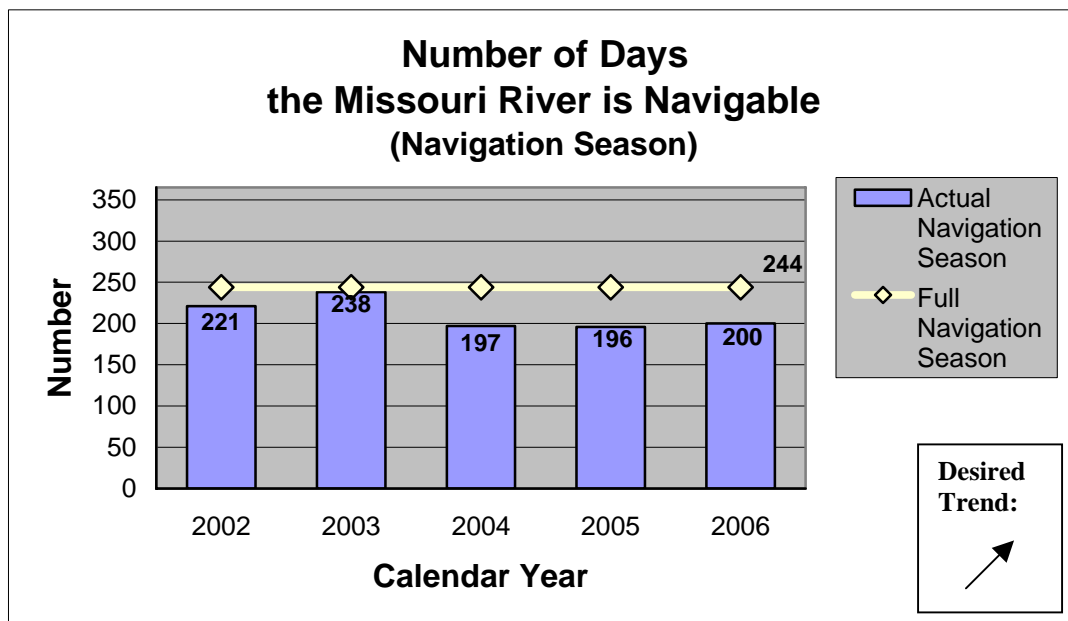 Number of Days
the Missouri River is Navigable
(Navigation Season)
350
300
250
200
150
100
50
0
Number
244
221
238
197
196
200
2002
2003
2004
2005
2006
Calendar Year
Actual
Navigation
Season
Full
Navigation
Season
Desired
Trend: